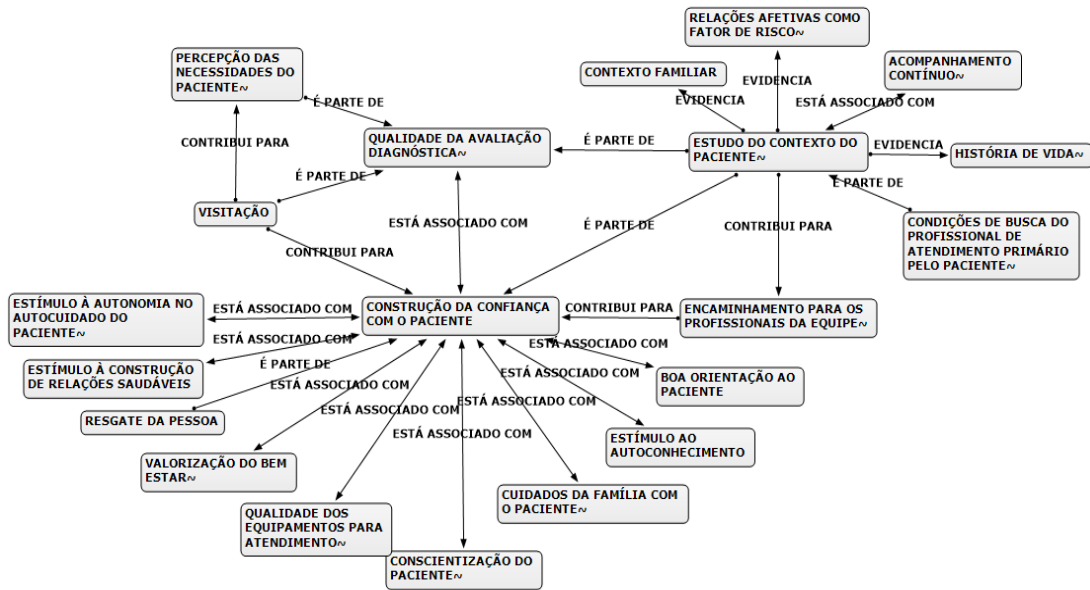 RELAÇÕES AFETIVAS COMO
FATOR DE RISCO~
PERCEPÇÃO DAS
NECESSIDADES DO
PACIENTE~
CONTEXTO FAMILIAR
ACOMPANHAMENTO
CONTÍNUO~
EVIDENCIA
EVIDENCIA
ESTÁ ASSOCIADO COM
É PARTE DE
CONTRIBUI PARA
QUALIDADE DA AVALIAÇÃO
DIAGNÓSTICA~
É PARTE DE
ESTUDO DO CONTEXTO DO
PACIENTE~
EVIDENCIA
HISTÓRIA DE VIDA~
É PARTE DE
É PARTE DE
VISITAÇÃO
ESTÁ ASSOCIADO COM
É PARTE DE
CONTRIBUI PARA
CONDIÇÕES DE BUSCA DO
PROFISSIONAL DE
ATENDIMENTO PRIMÁRIO
PELO PACIENTE~
CONTRIBUI PARA
ESTÍMULO À AUTONOMIA NO
AUTOCUIDADO DO
PACIENTE~
ESTÁ ASSOCIADO COM
CONSTRUÇÃO DA CONFIANÇA
COM O PACIENTE
CONTRIBUI PARA
ENCAMINHAMENTO PARA OS
PROFISSIONAIS DA EQUIPE~
ESTÁ ASSOCIADO COM
ESTÁ ASSOCIADO COM
ESTÍMULO À CONSTRUÇÃO
DE RELAÇÕES SAUDÁVEIS
É PARTE DE
BOA ORIENTAÇÃO AO
PACIENTE
ESTÁ ASSOCIADO COM
ESTÁ ASSOCIADO COM
RESGATE DA PESSOA
ESTÁ ASSOCIADO COM
ESTÁ ASSOCIADO COM
ESTÁ ASSOCIADO COM
ESTÍMULO AO
AUTOCONHECIMENTO
VALORIZAÇÃO DO BEM
ESTAR~
CUIDADOS DA FAMÍLIA COM
O PACIENTE~
QUALIDADE DOS
EQUIPAMENTOS PARA
ATENDIMENTO~
CONSCIENTIZAÇÃO DO
PACIENTE~